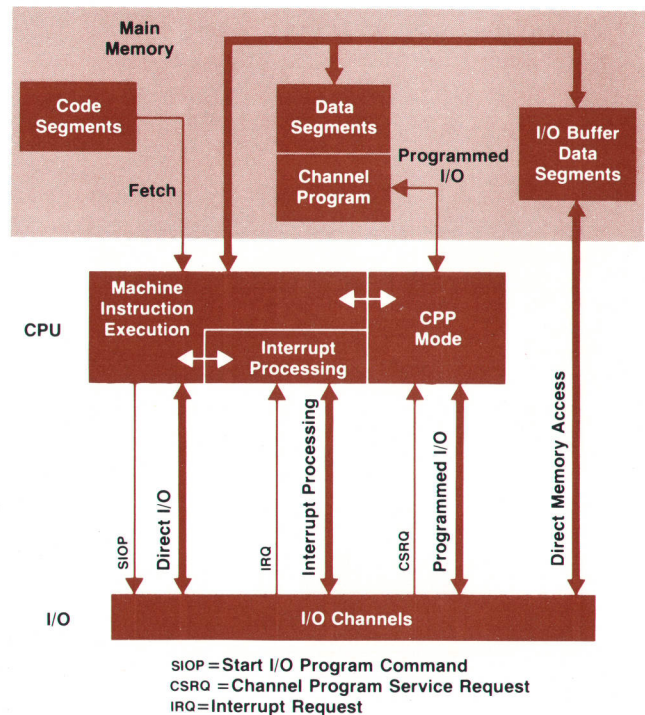 Main
Memory
Code
Segments
Data
Segments
Channel
Program
Programmed
I/O
I/O Buffer
Data
Segments
Fetch
CPU
Machine
Instruction
Execution
Interrupt
Processing
CPP
Mode
SIOP
Direct I/O
IRQ
Interrupt Processing
CSRQ
Programmed I/O
Direct Memory Access
I/O
I/O Channels
SIOP=Start I/O Program Command
CSRQ =Channel Program Service Request
IRQ=Interrupt Request